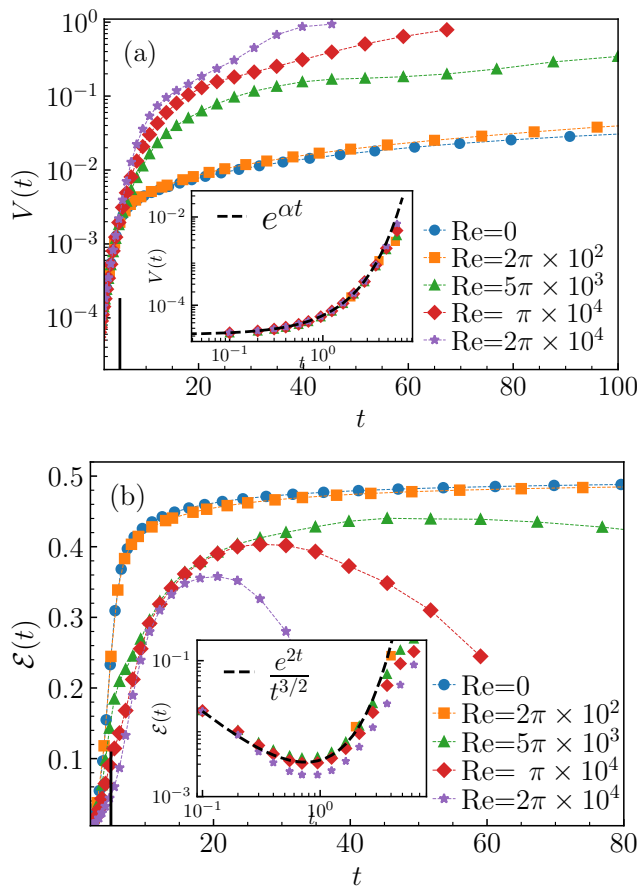 (a)
10^0
10^{-1}
10^{-2}
10^{-3}
10^{-4}
V(t)
10^{-2}
10^{-4}
V(t)
e^{αt}
10^{-1}
10^0
t
Re=0
Re=2π × 10^2
Re=5π × 10^3
Re= π × 10^4
Re=2π × 10^4
20
40
60
80
100
t
(b)
0.5
0.4
0.3
0.2
0.1
ℰ(t)
10^{-1}
10^{-3}
ℰ(t)
e^{2t}
t^{3/2}
10^{-1}
10^0
t
Re=0
Re=2π × 10^2
Re=5π × 10^3
Re= π × 10^4
Re=2π × 10^4
20
40
60
80
t